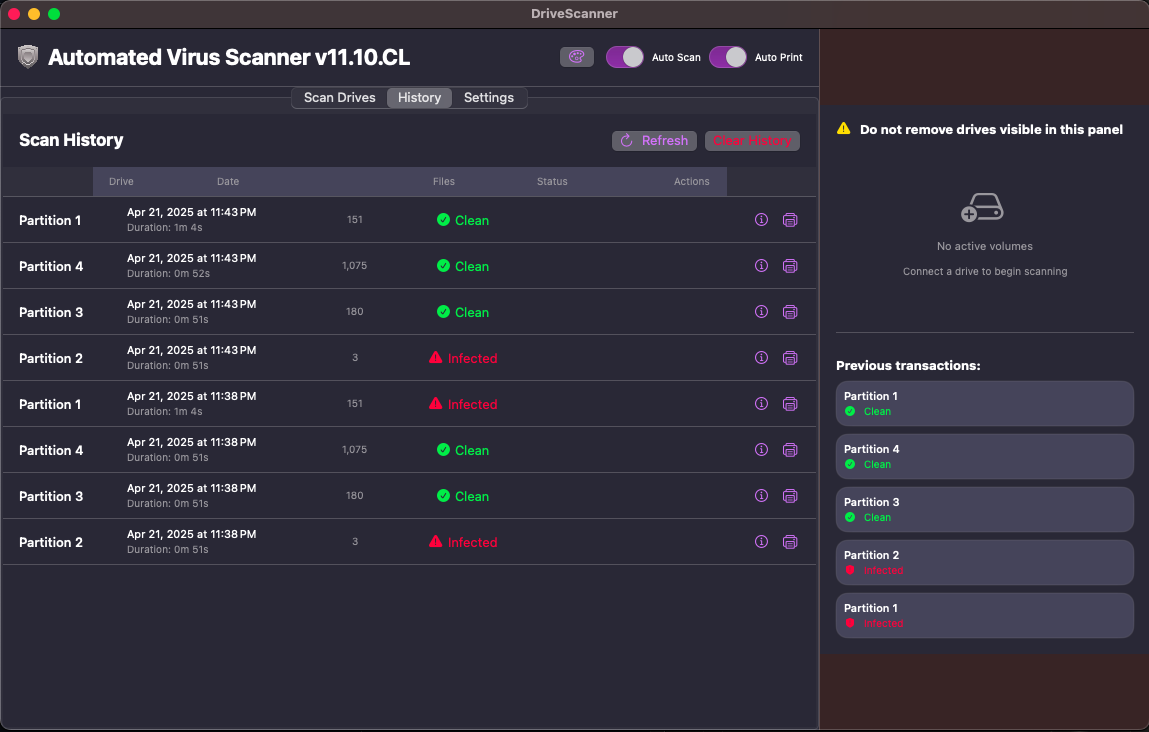 DriveScanner
Automated Virus Scanner v11.10.CL
Auto Scan
Auto Print
Scan Drives
History
Settings
Scan History
Refresh
Clear History
Drive Date Files Status Actions
Partition 1
Apr 21, 2025 at 11:43 PM
Duration: 1m 4s
151
Clean
Partition 4
Apr 21, 2025 at 11:43 PM
Duration: 0m 52s
1,075
Clean
Partition 3
Apr 21, 2025 at 11:43 PM
Duration: 0m 51s
180
Clean
Partition 2
Apr 21, 2025 at 11:43 PM
Duration: 0m 51s
3
Infected
Partition 1
Apr 21, 2025 at 11:38 PM
Duration: 1m 4s
151
Infected
Partition 4
Apr 21, 2025 at 11:38 PM
Duration: 0m 51s
1,075
Clean
Partition 3
Apr 21, 2025 at 11:38 PM
Duration: 0m 51s
180
Clean
Partition 2
Apr 21, 2025 at 11:38 PM
Duration: 0m 51s
3
Infected
Do not remove drives visible in this panel
No active volumes
Connect a drive to begin scanning
Previous transactions:
Partition 1
Clean
Partition 4
Clean
Partition 3
Clean
Partition 2
Infected
Partition 1
Infected